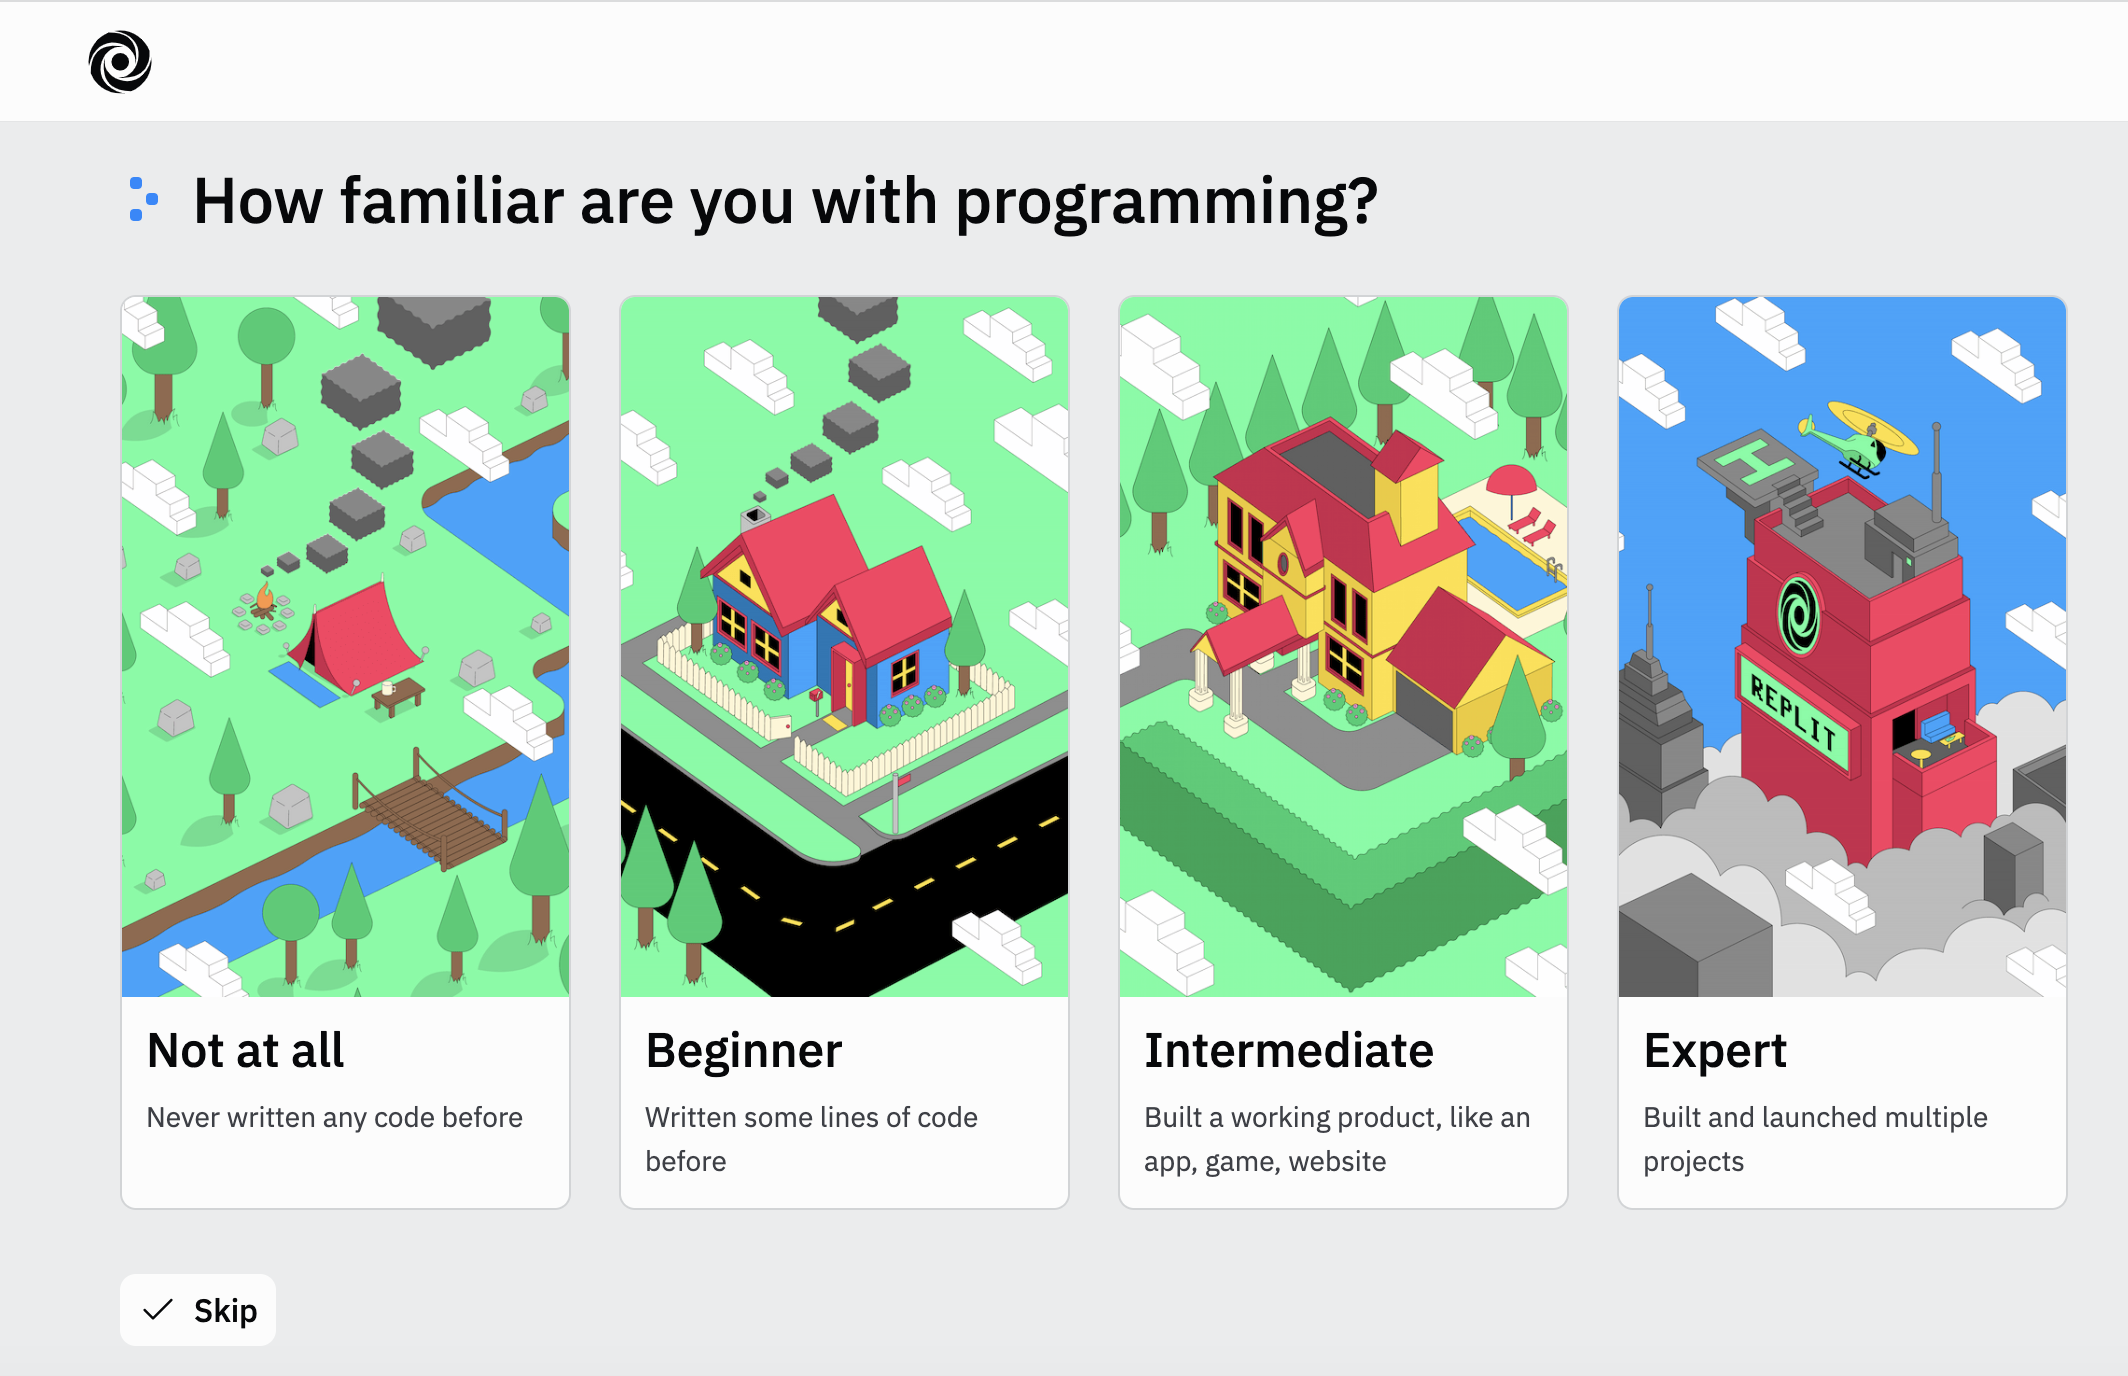 How familiar are you with programming?
H
REPLIT
Not at all
Never written any code before
Beginner
Written some lines of code
before
Intermediate
Built a working product, like an
app, game, website
Expert
Built and launched multiple
projects
Skip